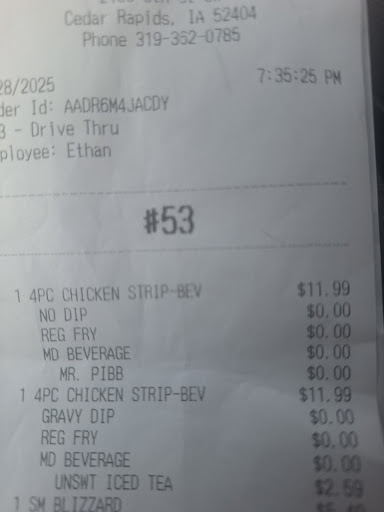 Cedar Rapids, IA 52404
Phone 319-362-0785
28/2025 7:35:25 PM
der Id: AADR6M4JACDY
3 - Drive Thru
ployee: Ethan
#53
1 4PC CHICKEN STRIP-BEV $11.99
NO DIP $0.00
REG FRY $0.00
MD BEVERAGE $0.00
MR. PIBB $0.00
1 4PC CHICKEN STRIP-BEV $11.99
GRAVY DIP $0.00
REG FRY $0.00
MD BEVERAGE $0.00
UNSWT ICED TEA $2.59
1 SM BLIZZARD